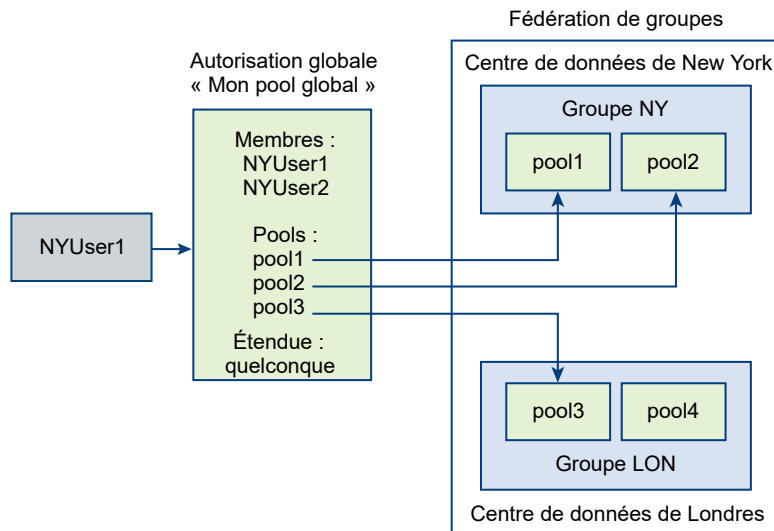 Fédération de groupes
Autorisation globale
« Mon pool global »
Centre de données de New York
Groupe NY
pool1
pool2
Membres :
NYUser1
NYUser2
NYUser1
Pools :
pool1
pool2
pool3
Étendue :
quelconque
pool3
pool4
Groupe LON
Centre de données de Londres